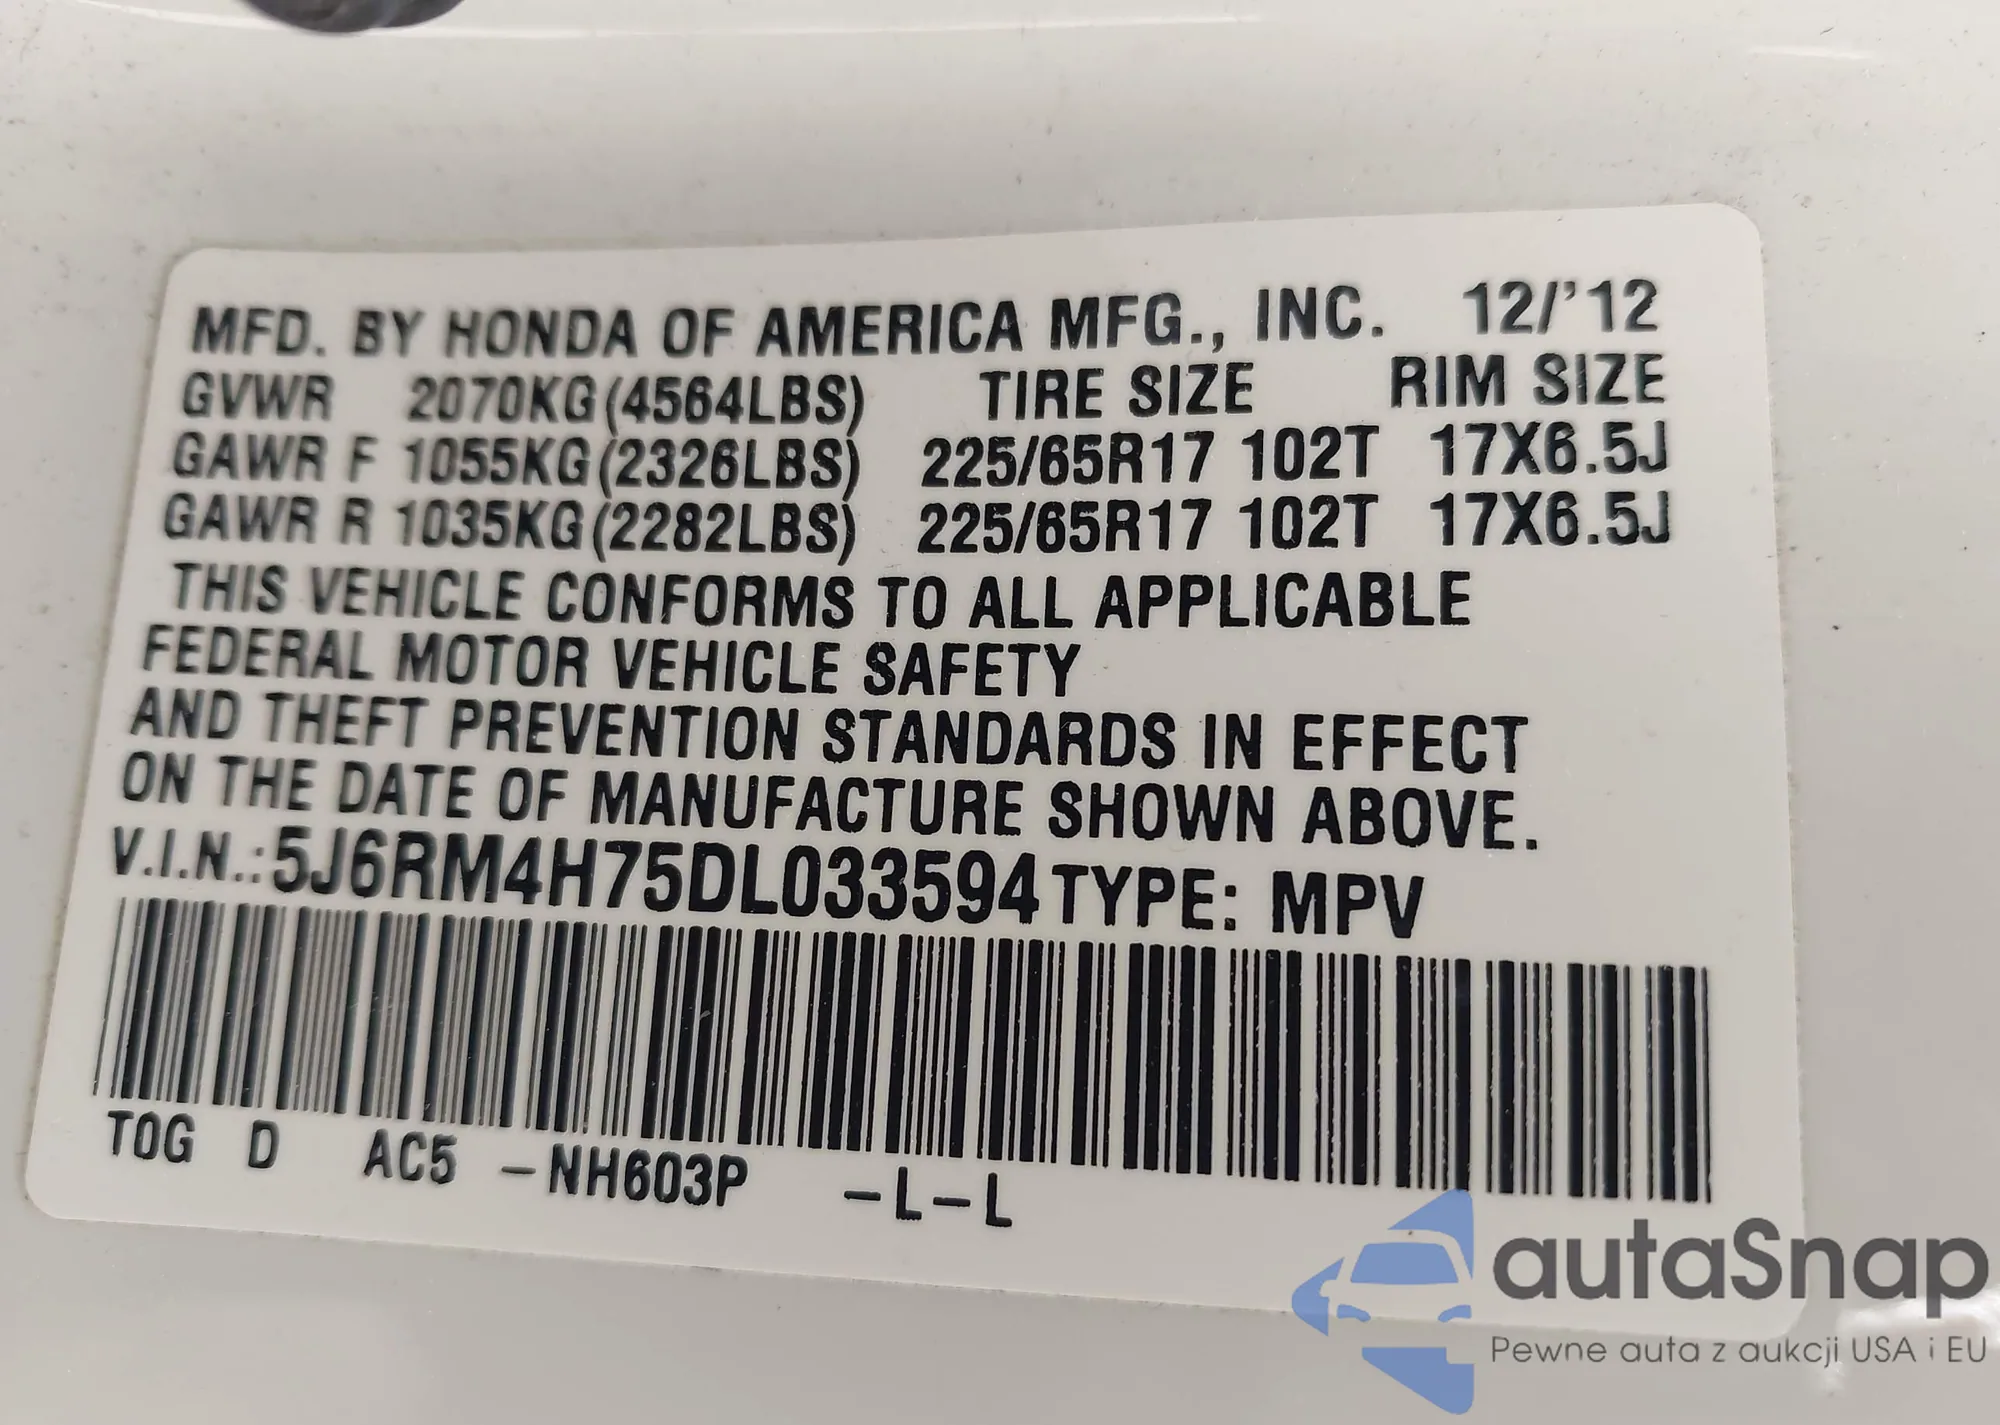 MFD. BY HONDA OF AMERICA MFG., INC. 12/'12
GVWR 2070KG(4564LBS) TIRE SIZE RIM SIZE
GAWR F 1055KG(2326LBS) 225/65R17 102T 17X6.5J
GAWR R 1035KG(2282LBS) 225/65R17 102T 17X6.5J
THIS VEHICLE CONFORMS TO ALL APPLICABLE
FEDERAL MOTOR VEHICLE SAFETY
AND THEFT PREVENTION STANDARDS IN EFFECT
ON THE DATE OF MANUFACTURE SHOWN ABOVE.
V.I.N.:5J6RM4H75DL033594 TYPE: MPV
TOG D AC5 -NH603P -L-L
autaSnap
Pewne auta z aukcji USA i EU